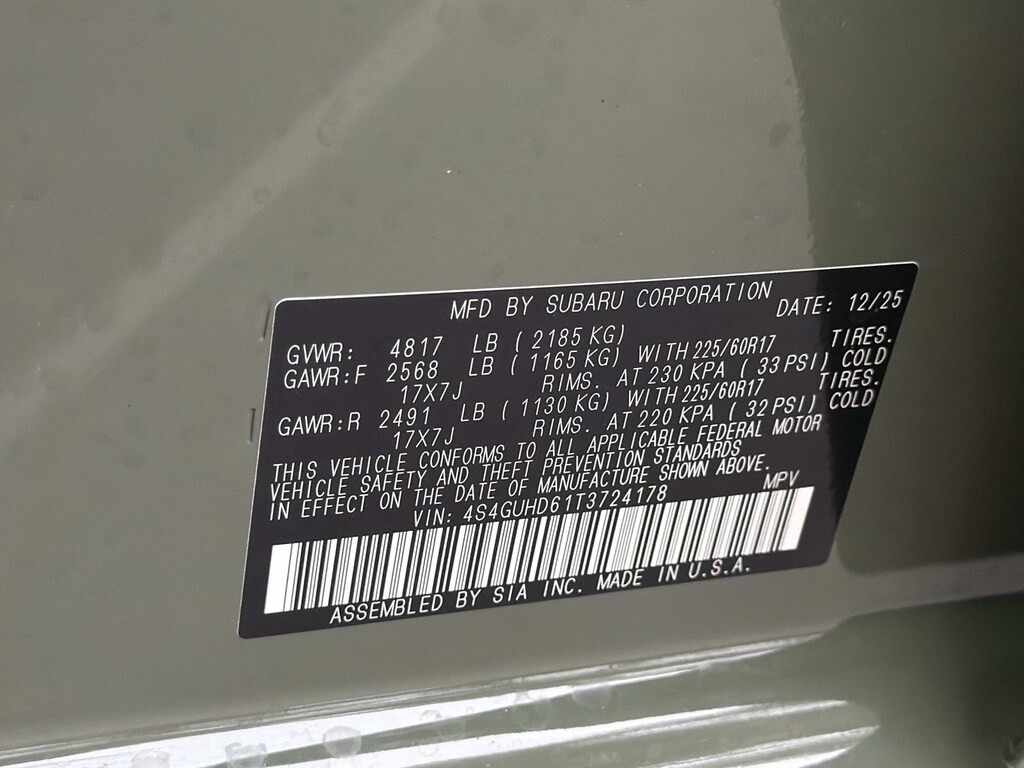 MFD BY SUBARU CORPORATION DATE: 12/25
GVWR: 4817 LB ( 2185 KG)
GAWR:F 2568 LB ( 1165 KG) WITH 225/60R17 TIRES.
17X7J RIMS. AT 230 KPA ( 33 PSI) COLD
GAWR:R 2491 LB ( 1130 KG) WITH 225/60R17 TIRES.
17X7J RIMS. AT 220 KPA ( 32 PSI) COLD
THIS VEHICLE CONFORMS TO ALL APPLICABLE FEDERAL MOTOR
VEHICLE SAFETY AND THEFT PREVENTION STANDARDS
IN EFFECT ON THE DATE OF MANUFACTURE SHOWN ABOVE.
VIN: 4S4GUHD61T3724178 MPV
ASSEMBLED BY SIA INC. MADE IN U.S.A.